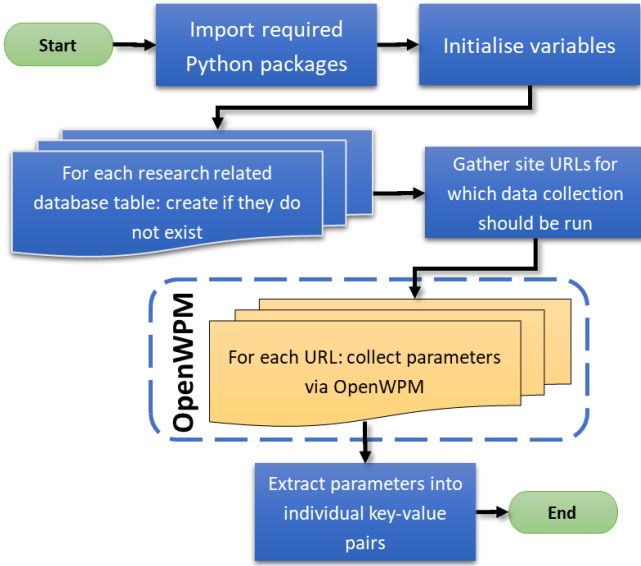 Start
Import required
Python packages
Initialise variables
For each research related
database table: create if they do
not exist
Gather site URLs for
which data collection
should be run
OpenWPM
For each URL: collect parameters
via OpenWPM
Extract parameters into
individual key-value
pairs
End